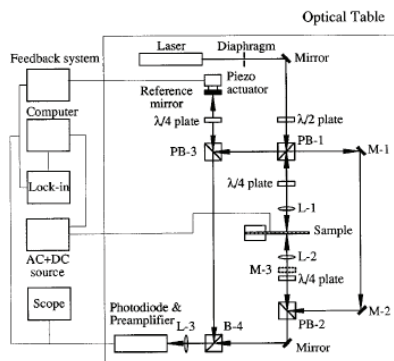 Optical Table
Laser
Diaphragm
Mirror
Feedback system
Piezo
actuator
Reference
mirror
Computer
λ/4 plate
λ/2 plate
PB-3
PB-1
M-1
λ/4 plate
Lock-in
L-1
Sample
AC+DC
source
L-2
M-3
λ/4 plate
Scope
Photodiode &
Preamplifier
L-3
B-4
PB-2
M-2
Mirror